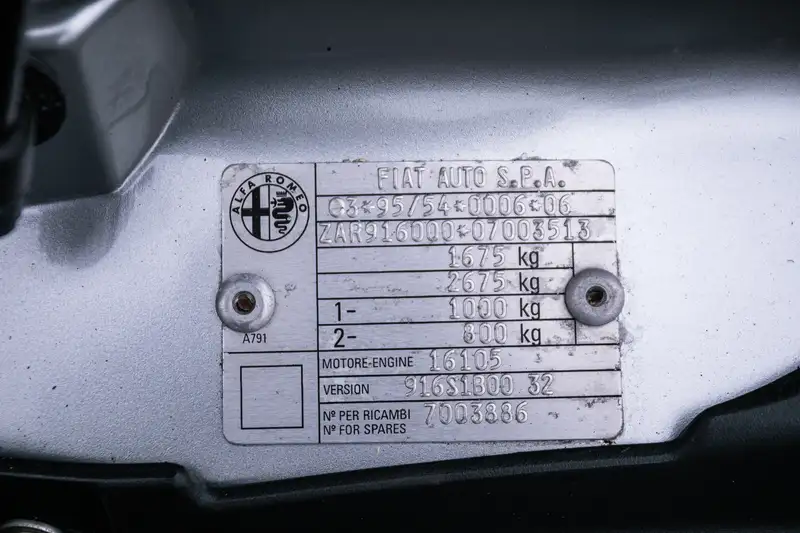 ALFA ROMEO
FIAT AUTO S.P.A.
e3*95/54*0006*06
ZAR916000*07003513
1675 kg
2675 kg
1- 1000 kg
2- 800 kg
A791
MOTORE-ENGINE 16105
VERSION 916S1B00 32
Nº PER RICAMBI
Nº FOR SPARES 7003886